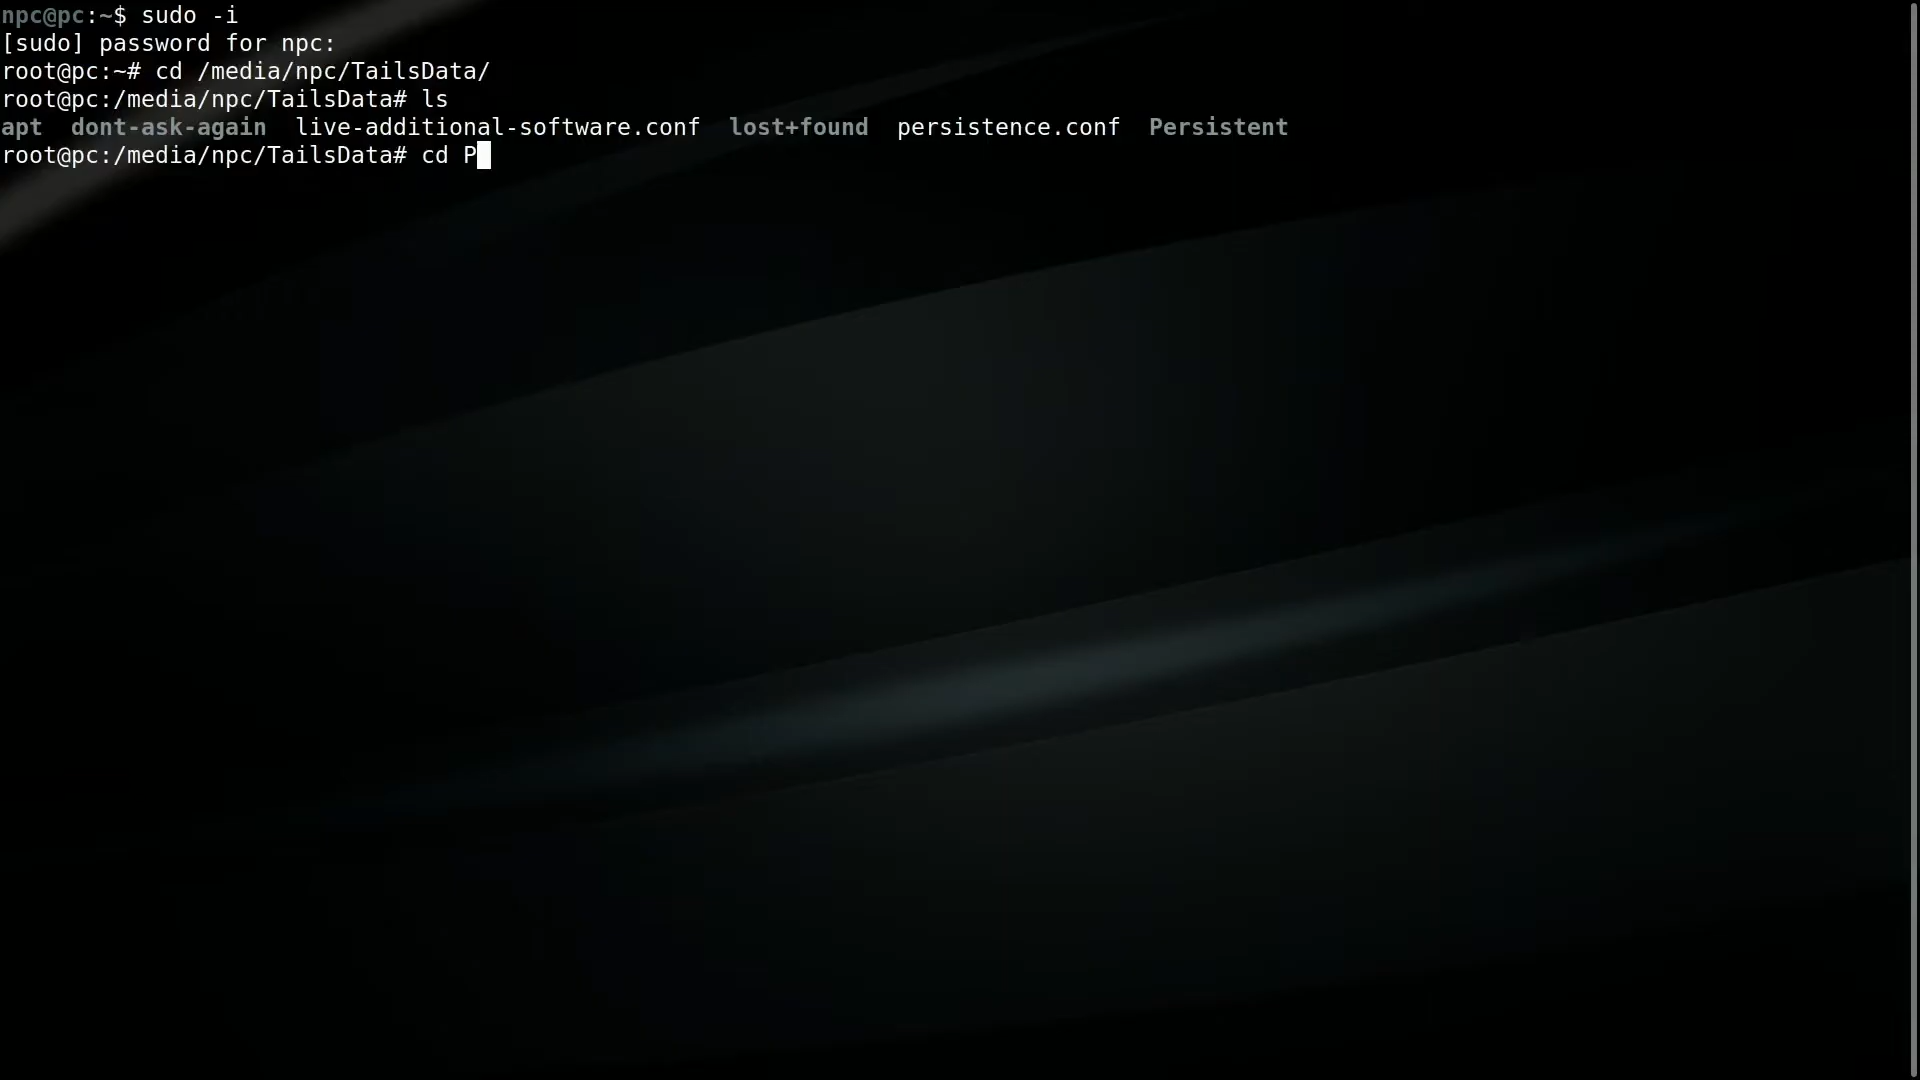 npc@pc:~$ sudo -i
[sudo] password for npc:
root@pc:~# cd /media/npc/TailsData/
root@pc:/media/npc/TailsData# ls
apt  dont-ask-again  live-additional-software.conf  lost+found  persistence.conf  Persistent
root@pc:/media/npc/TailsData# cd P